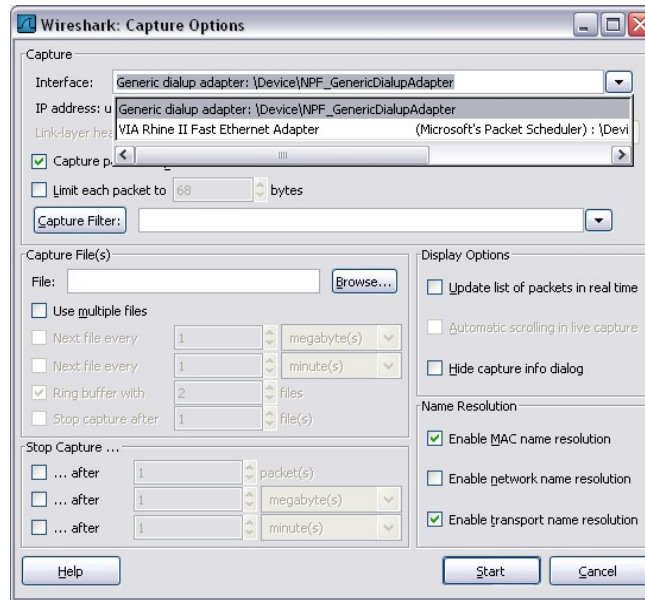 Wireshark: Capture Options
Capture
Interface: Generic dialup adapter: \Device\NPF_GenericDialupAdapter
IP address: u
Generic dialup adapter: \Device\NPF_GenericDialupAdapter
Link-layer hea
VIA Rhine II Fast Ethernet Adapter (Microsoft's Packet Scheduler) : \Devi
Capture p
Limit each packet to 68 bytes
Capture Filter:
Capture File(s)
File: Browse...
Use multiple files
Next file every 1 megabyte(s)
Next file every 1 minute(s)
Ring buffer with 2 files
Stop capture after 1 file(s)
Stop Capture ...
... after 1 packet(s)
... after 1 megabyte(s)
... after 1 minute(s)
Display Options
Update list of packets in real time
Automatic scrolling in live capture
Hide capture info dialog
Name Resolution
Enable MAC name resolution
Enable network name resolution
Enable transport name resolution
Help Start Cancel